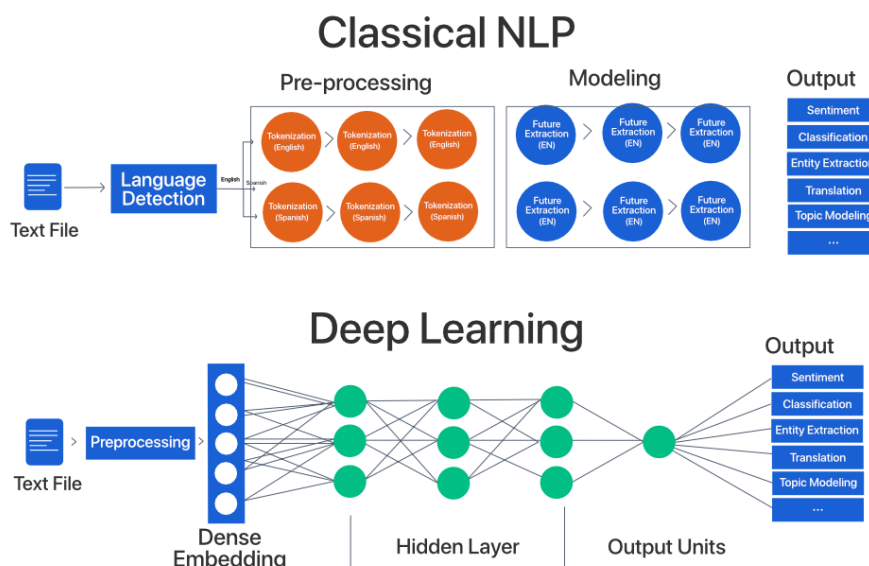 Classical NLP
Pre-processing
Modeling
Output
Text File
Language
Detection
English
Spanish
Tokenization
(English)
Tokenization
(English)
Tokenization
(English)
Tokenization
(Spanish)
Tokenization
(Spanish)
Tokenization
(Spanish)
Future
Extraction
(EN)
Future
Extraction
(EN)
Future
Extraction
(EN)
Future
Extraction
(EN)
Future
Extraction
(EN)
Future
Extraction
(EN)
Sentiment
Classification
Entity Extraction
Translation
Topic Modeling
...
Deep Learning
Output
Text File
Preprocessing
Dense
Embedding
Hidden Layer
Output Units
Sentiment
Classification
Entity Extraction
Translation
Topic Modeling
...